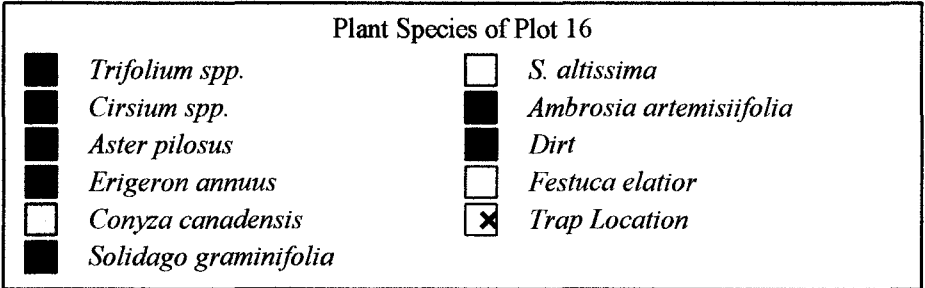 Plant Species of Plot 16
Trifolium spp.
Cirsium spp.
Aster pilosus
Erigeron annuus
Conyza canadensis
Solidago graminifolia
S. altissima
Ambrosia artemisiifolia
Dirt
Festuca elatior
Trap Location